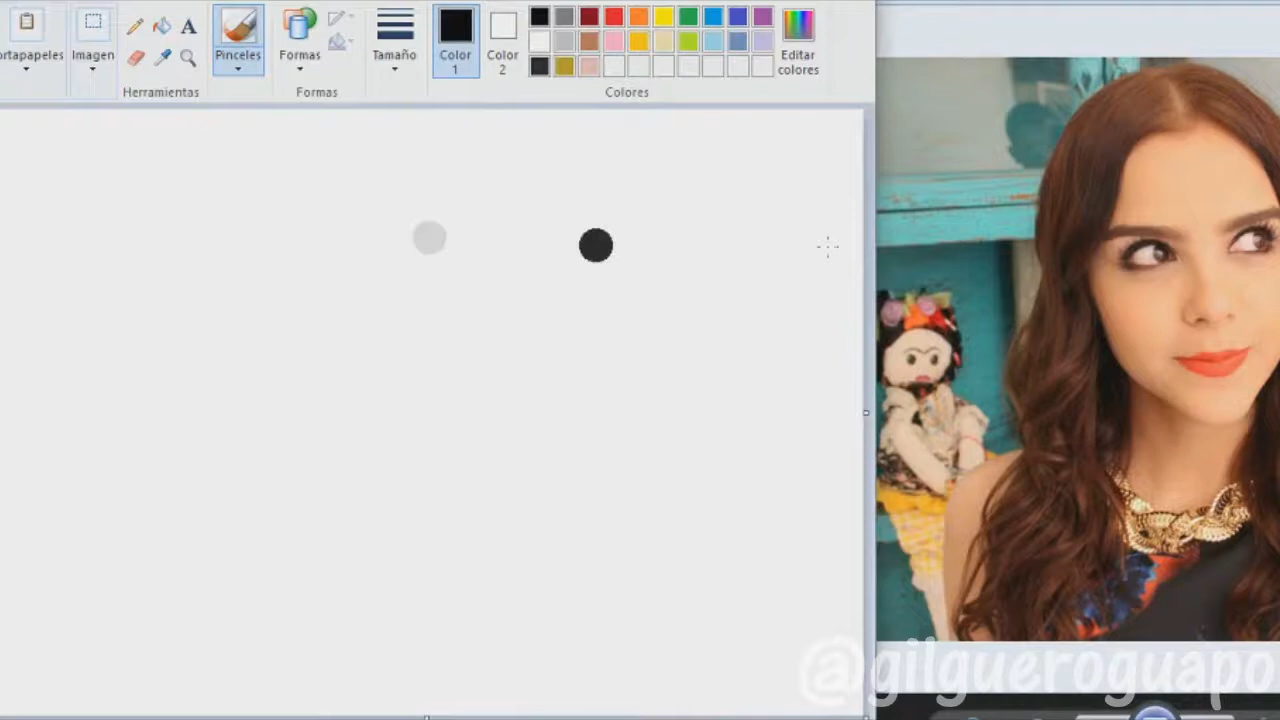 ortapapeles
Imagen
A
Pinceles
Formas
Tamaño
Color
1
Color
2
Editar
colores
Herramientas
Formas
Colores
@gilgueroguapo